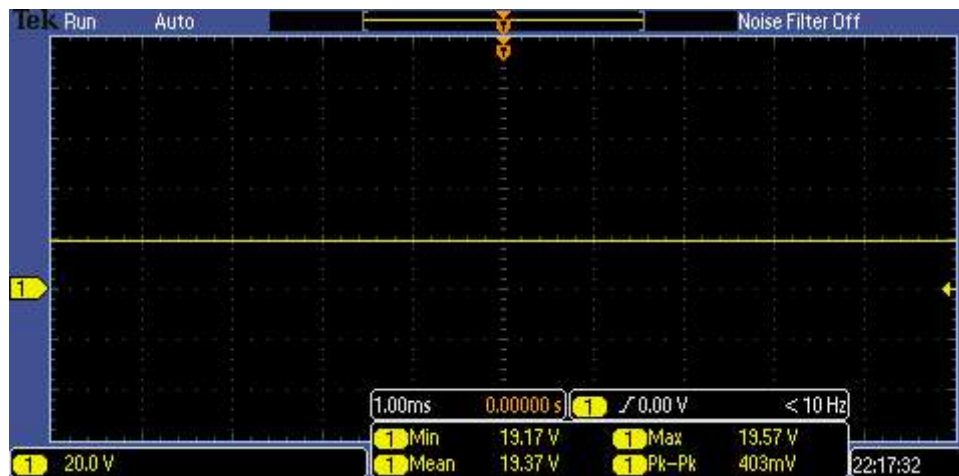 Tek Run Auto Noise Filter Off
1
1.00ms 0.00000 s 1 0.00 V < 10 Hz
1 Min 19.17 V 1 Max 19.57 V
1 20.0 V 1 Mean 19.37 V 1 Pk-Pk 403mV 22:17:32